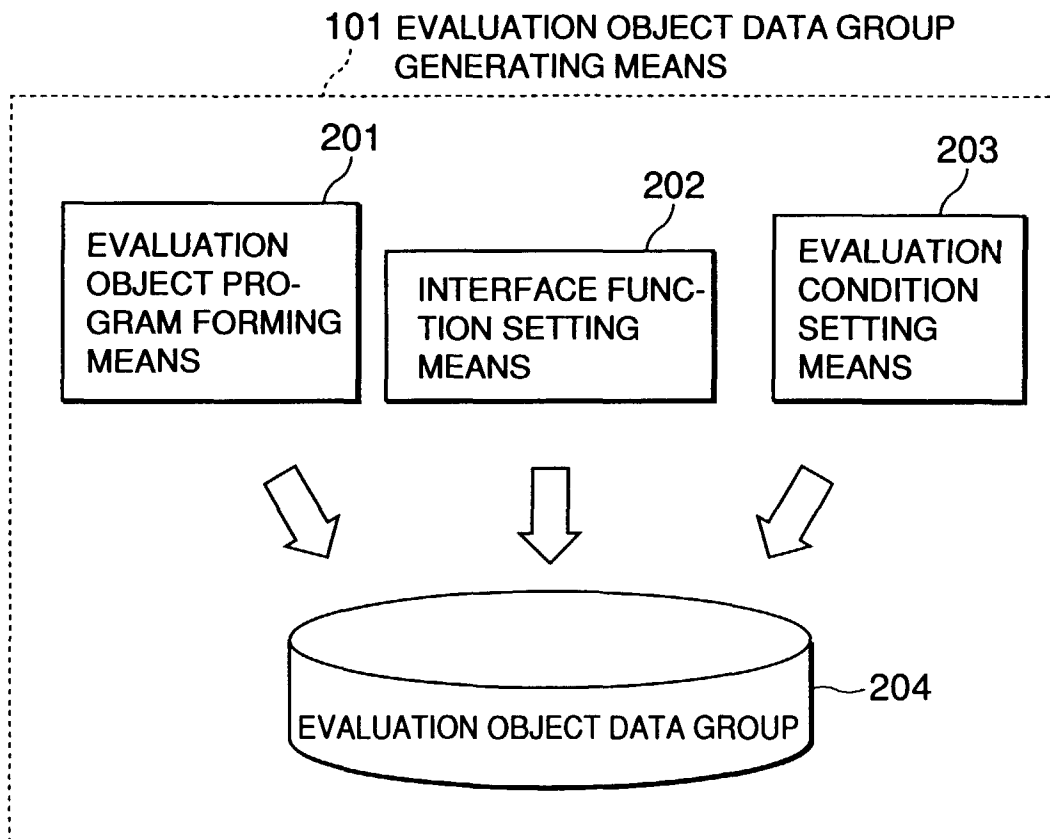 101 EVALUATION OBJECT DATA GROUP
GENERATING MEANS
201
EVALUATION
OBJECT PRO-
GRAM FORMING
MEANS
202
INTERFACE FUNC-
TION SETTING
MEANS
203
EVALUATION
CONDITION
SETTING
MEANS
204
EVALUATION OBJECT DATA GROUP